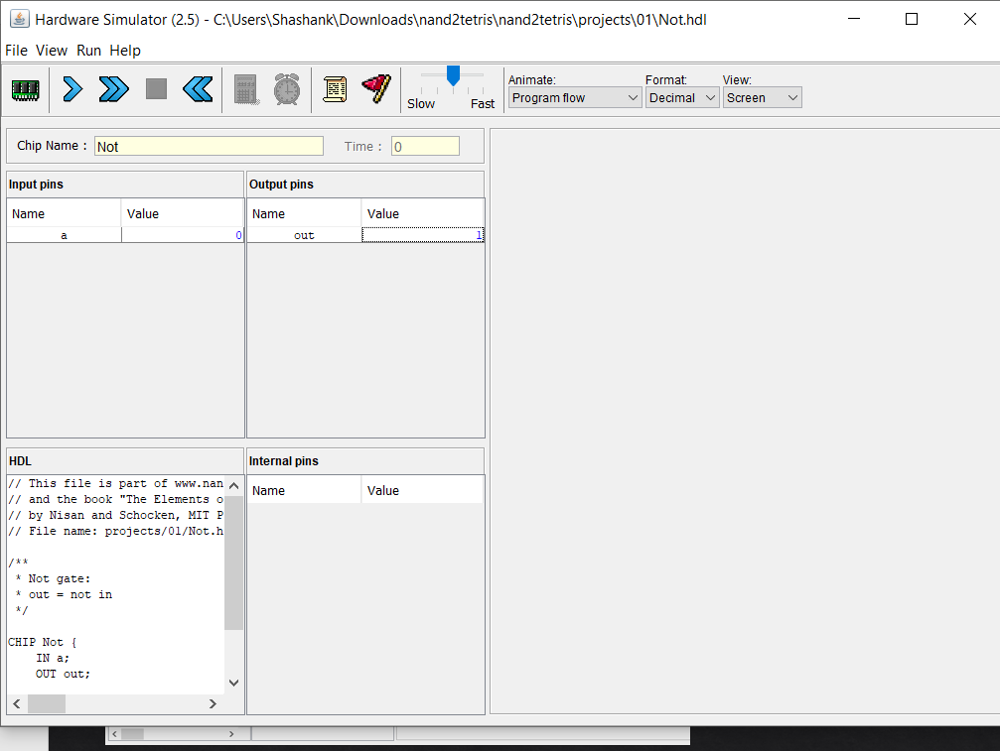 Hardware Simulator (2.5) - C:\Users\Shashank\Downloads\nand2tetris\nand2tetris\projects\01\Not.hdl
File View Run Help
Animate: Format: View:
Slow Fast Program flow Decimal Screen
Chip Name : Not Time : 0
Input pins Output pins
Name Value Name Value
a 0 out 1
HDL Internal pins
Name Value
// This file is part of www.nan
// and the book "The Elements o
// by Nisan and Schocken, MIT P
// File name: projects/01/Not.h
/**
* Not gate:
* out = not in
*/
CHIP Not {
IN a;
OUT out;